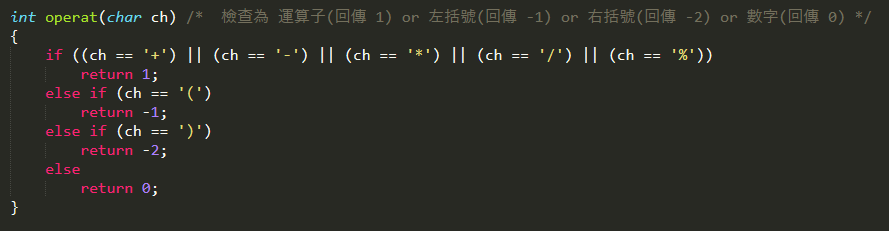 int operat(char ch) /*  檢查為 運算子(回傳 1) or 左括號(回傳 -1) or 右括號(回傳 -2) or 數字(回傳 0) */
{
    if ((ch == '+') || (ch == '-') || (ch == '*') || (ch == '/') || (ch == '%'))
        return 1;
    else if (ch == '(')
        return -1;
    else if (ch == ')')
        return -2;
    else
        return 0;
}